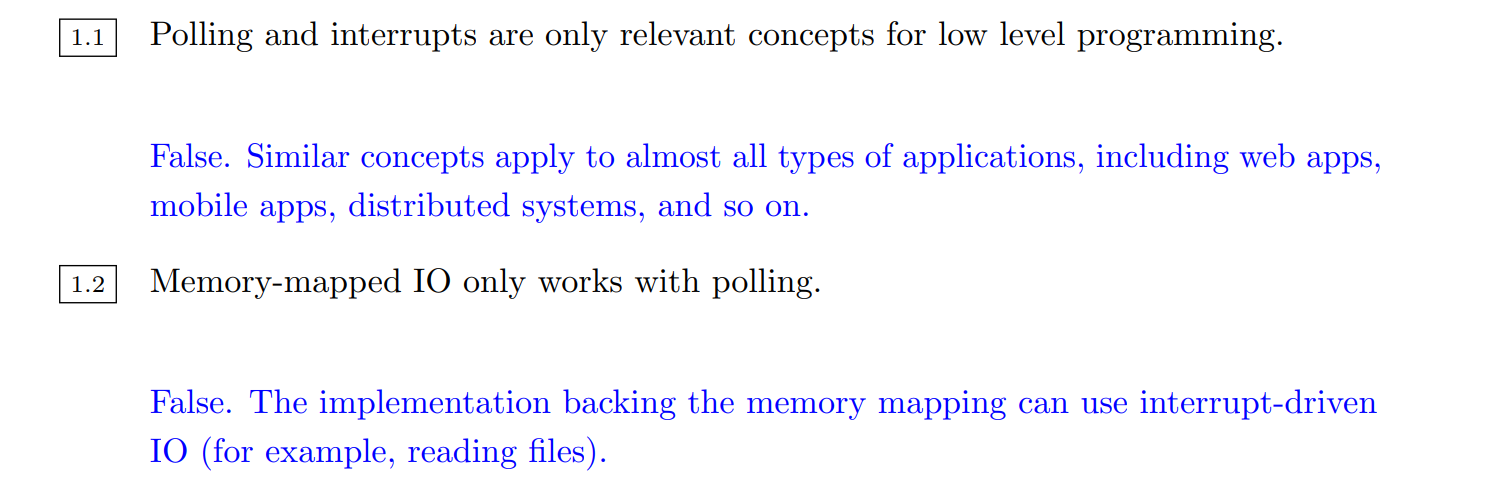 1.1 Polling and interrupts are only relevant concepts for low level programming.
False. Similar concepts apply to almost all types of applications, including web apps,
mobile apps, distributed systems, and so on.
1.2 Memory-mapped IO only works with polling.
False. The implementation backing the memory mapping can use interrupt-driven
IO (for example, reading files).